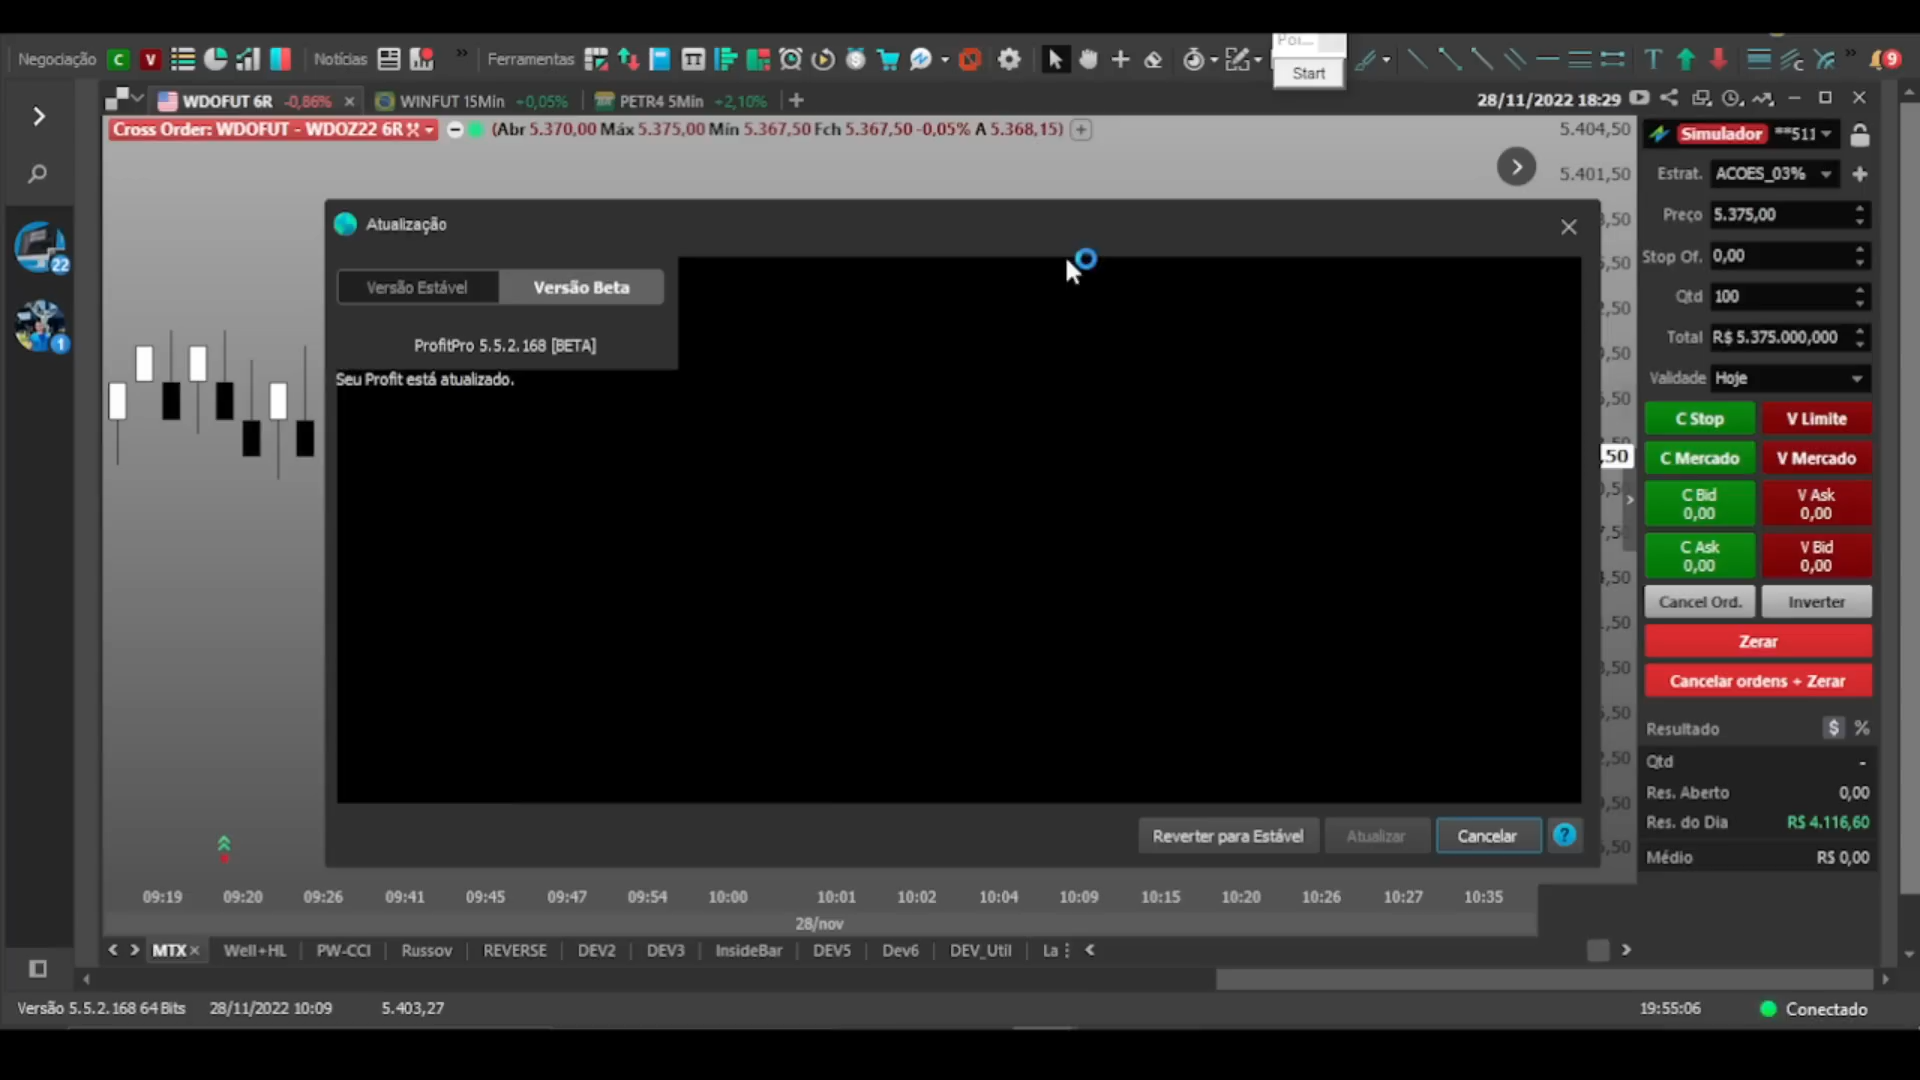 Start
Negociação C V Notícias Ferramentas T 9
WDOFUT 6R -0,86% × WINFUT 15Min +0,05% PETR4 5Min +2,10% + 28/11/2022 18:29
Cross Order: WDOFUT - WDOZ22 6R (Abr 5.370,00 Máx 5.375,00 Mín 5.367,50 Fch 5.367,50 -0,05% A 5.368,15)
5.404,50
5.401,50
Simulador **511
Estrat. ACOES_03%
Preço 5.375,00
Stop Of. 0,00
Qtd 100
Total R$ 5.375.000,000
Validade Hoje
C Stop V Limite
C Mercado V Mercado
C Bid V Ask
0,00 0,00
C Ask V Bid
0,00 0,00
Cancel Ord. Inverter
Zerar
Cancelar ordens + Zerar
Resultado $ %
Qtd -
Res. Aberto 0,00
Res. do Dia R$ 4.116,60
Médio R$ 0,00
22
1
Atualização
Versão Estável Versão Beta
ProfitPro 5.5.2.168 [BETA]
Seu Profit está atualizado.
Reverter para Estável Atualizar Cancelar ?
09:19 09:20 09:26 09:41 09:45 09:47 09:54 10:00 10:01 10:02 10:04 10:09 10:15 10:20 10:26 10:27 10:35
28/nov
MTX × Well+HL PW-CCI Russov REVERSE DEV2 DEV3 InsideBar DEV5 Dev6 DEV_Util La
Versão 5.5.2.168 64 Bits 28/11/2022 10:09 5.403,27 19:55:06 Conectado